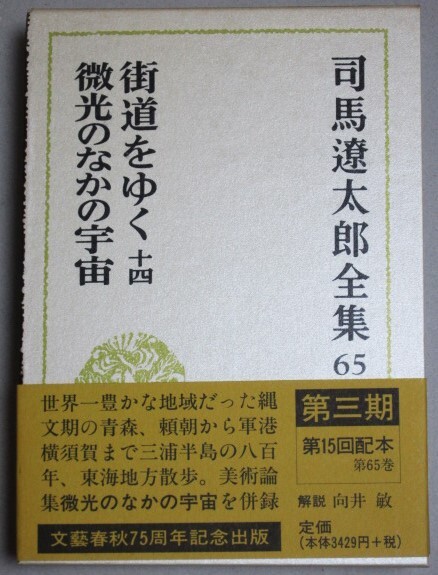 司馬遼太郎全集 65
街道をゆく 十四
微光のなかの宇宙
第三期
第15回配本
第65巻
解説 向井 敏
定価
(本体3429円+税)
世界一豊かな地域だった縄
文期の青森、頼朝から軍港
横須賀まで三浦半島の八百
年、東海地方散歩。美術論
集微光のなかの宇宙を併録
文藝春秋75周年記念出版